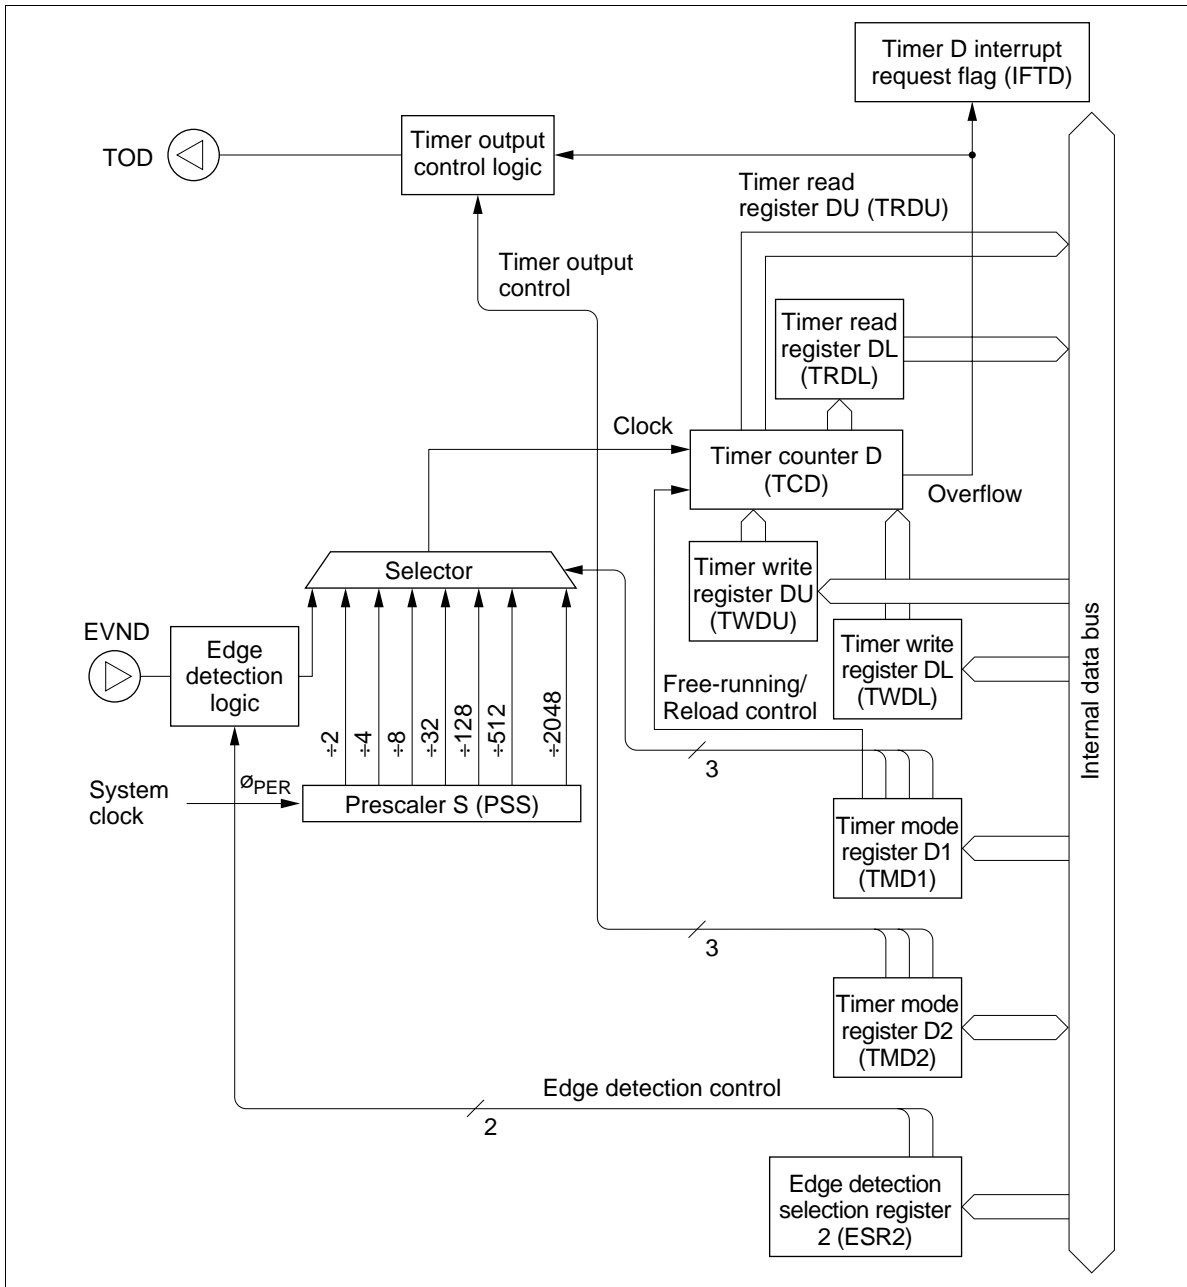 Timer D interrupt
request flag (IFTD)
Timer output
control logic
TOD
Timer read
register DU (TRDU)
Timer output
control
Timer read
register DL
(TRDL)
Clock
Timer counter D
(TCD)
Overflow
Selector
Timer write
register DU
(TWDU)
EVND
Edge
detection
logic
Timer write
register DL
(TWDL)
Free-running/
Reload control
÷2
÷4
÷8
÷32
÷128
÷512
÷2048
3
Internal data bus
System
clock
øPER
Prescaler S (PSS)
Timer mode
register D1
(TMD1)
3
Timer mode
register D2
(TMD2)
Edge detection control
2
Edge detection
selection register
2 (ESR2)